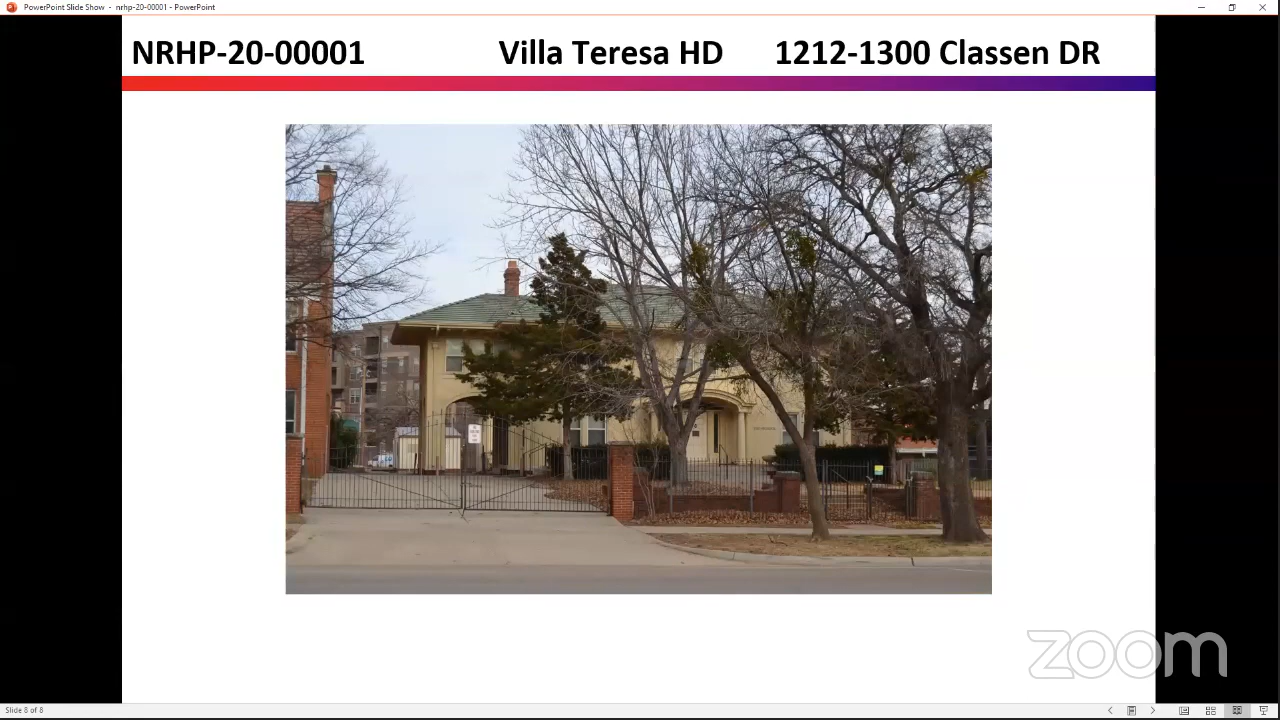 PowerPoint Slide Show - nrhp-20-00001 - PowerPoint
NRHP-20-00001 Villa Teresa HD 1212-1300 Classen DR
zoom
Slide 8 of 8